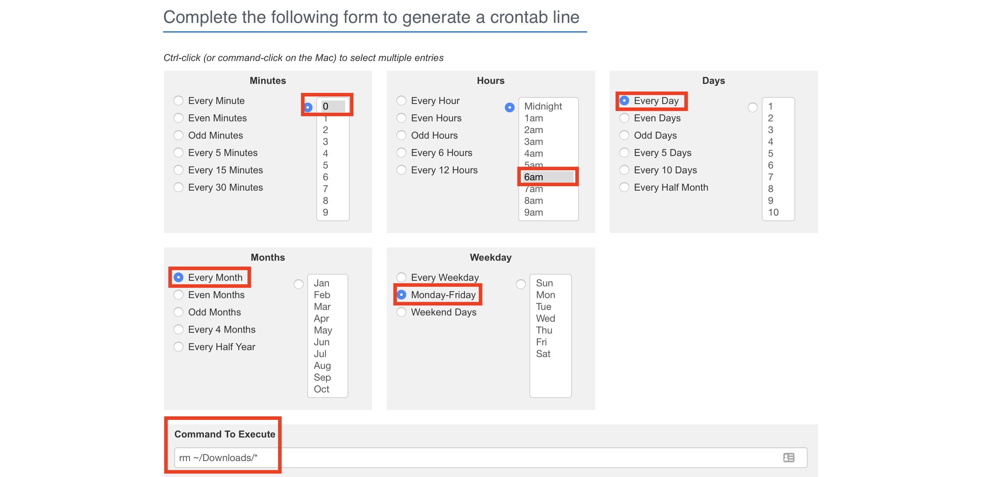 Complete the following form to generate a crontab line
Ctrl-click (or command-click on the Mac) to select multiple entries
Minutes
Every Minute
Even Minutes
Odd Minutes
Every 5 Minutes
Every 15 Minutes
Every 30 Minutes
0
1
2
3
4
5
6
7
8
9
Hours
Every Hour
Even Hours
Odd Hours
Every 6 Hours
Every 12 Hours
Midnight
1am
2am
3am
4am
5am
6am
7am
8am
9am
Days
Every Day
Even Days
Odd Days
Every 5 Days
Every 10 Days
Every Half Month
1
2
3
4
5
6
7
8
9
10
Months
Every Month
Even Months
Odd Months
Every 4 Months
Every Half Year
Jan
Feb
Mar
Apr
May
Jun
Jul
Aug
Sep
Oct
Weekday
Every Weekday
Monday-Friday
Weekend Days
Sun
Mon
Tue
Wed
Thu
Fri
Sat
Command To Execute
rm ~/Downloads/*